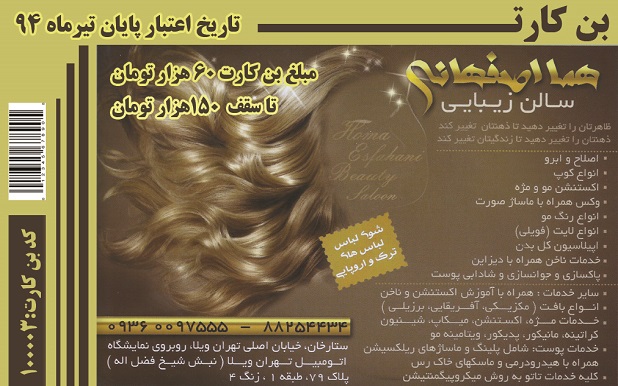 بن کارت
تاریخ اعتبار پایان تیرماه ۹۴
هما اصفهانی
سالن زیبایی
ظاهرتان را تغییر دهید تا ذهنتان تغییر کند
ذهنتان را تغییر دهید تا زندگیتان تغییر کند
مبلغ بن کارت ۶۰ هزار تومان
تا سقف ۱۵۰هزار تومان
Homa
Esfahani
Beauty
Saloon
اصلاح و ابرو
انواع کوپ
اکستنشن مو و مژه
وکس همراه با ماساژ صورت
انواع رنگ مو
انواع لایت (فویلی)
اپیلاسیون کل بدن
خدمات ناخن همراه با دیزاین
پاکسازی و جوانسازی و شادابی پوست
سایر خدمات : همراه با آموزش اکستنشن و ناخن
انواع بافت ( مکزیکی، آفریقایی، برزیلی )
خدمات مژه، اکستنشن، میکاپ، شینیون
کراتینه، مانیکور، پدیکور، ویتامینه مو
خدمات پوست: شامل پلینگ و ماساژهای ریلکسیشن
همراه با هیدرودرمی و ماسکهای خاک رس
کلیه خدمات تاتو به روش میکروپیگمنتیشن
شوی لباس
لباس های
ترک و اروپایی
0936 0097555 - 88254434
ستارخان، خیابان اصلی تهران ویلا، روبروی نمایشگاه
اتومبیل تهران ویلا ( نبش شیخ فضل اله )
پلاک ۷۹، طبقه ۱ ، زنگ ۴
کد بن کارت: ۱۰۰۰۰۳